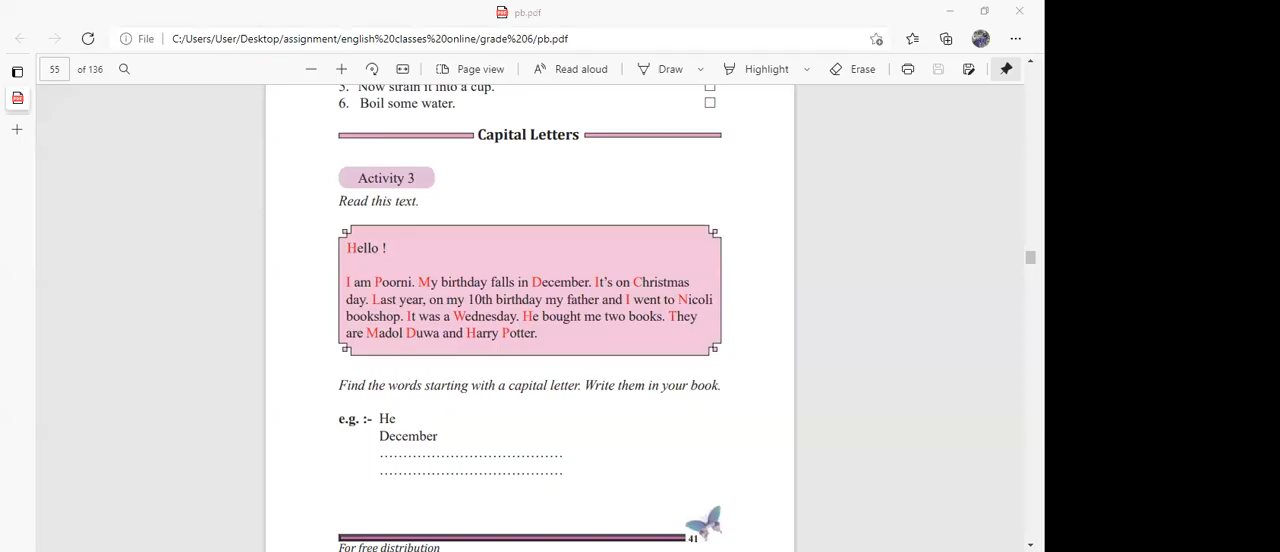 pb.pdf
File C:/Users/User/Desktop/assignment/english%20classes%20online/grade%206/pb.pdf
55 of 136 Page view Read aloud Draw Highlight Erase
Now strain it into a cup.
6. Boil some water.
Capital Letters
Activity 3
Read this text.
Hello !
I am Poorni. My birthday falls in December. It's on Christmas
day. Last year, on my 10th birthday my father and I went to Nicoli
bookshop. It was a Wednesday. He bought me two books. They
are Madol Duwa and Harry Potter.
Find the words starting with a capital letter. Write them in your book.
e.g. :- He
December
.......................................
.......................................
41
For free distribution